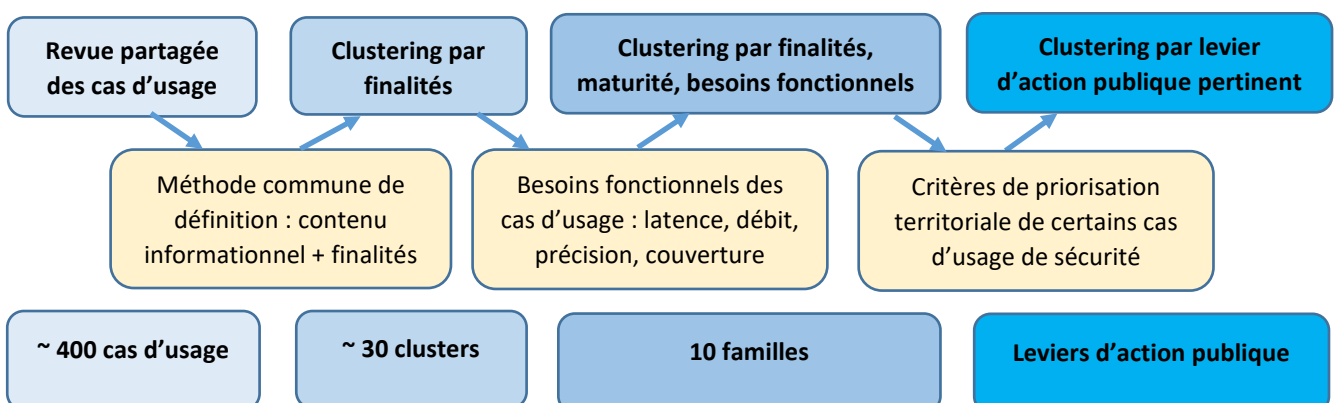 Revue partagée
des cas d’usage
Clustering par
finalités
Clustering par finalités,
maturité, besoins fonctionnels
Clustering par levier
d’action publique pertinent
Méthode commune de
définition : contenu
informationnel + finalités
Besoins fonctionnels des
cas d’usage : latence, débit,
précision, couverture
Critères de priorisation
territoriale de certains cas
d’usage de sécurité
~ 400 cas d’usage
~ 30 clusters
10 familles
Leviers d’action publique